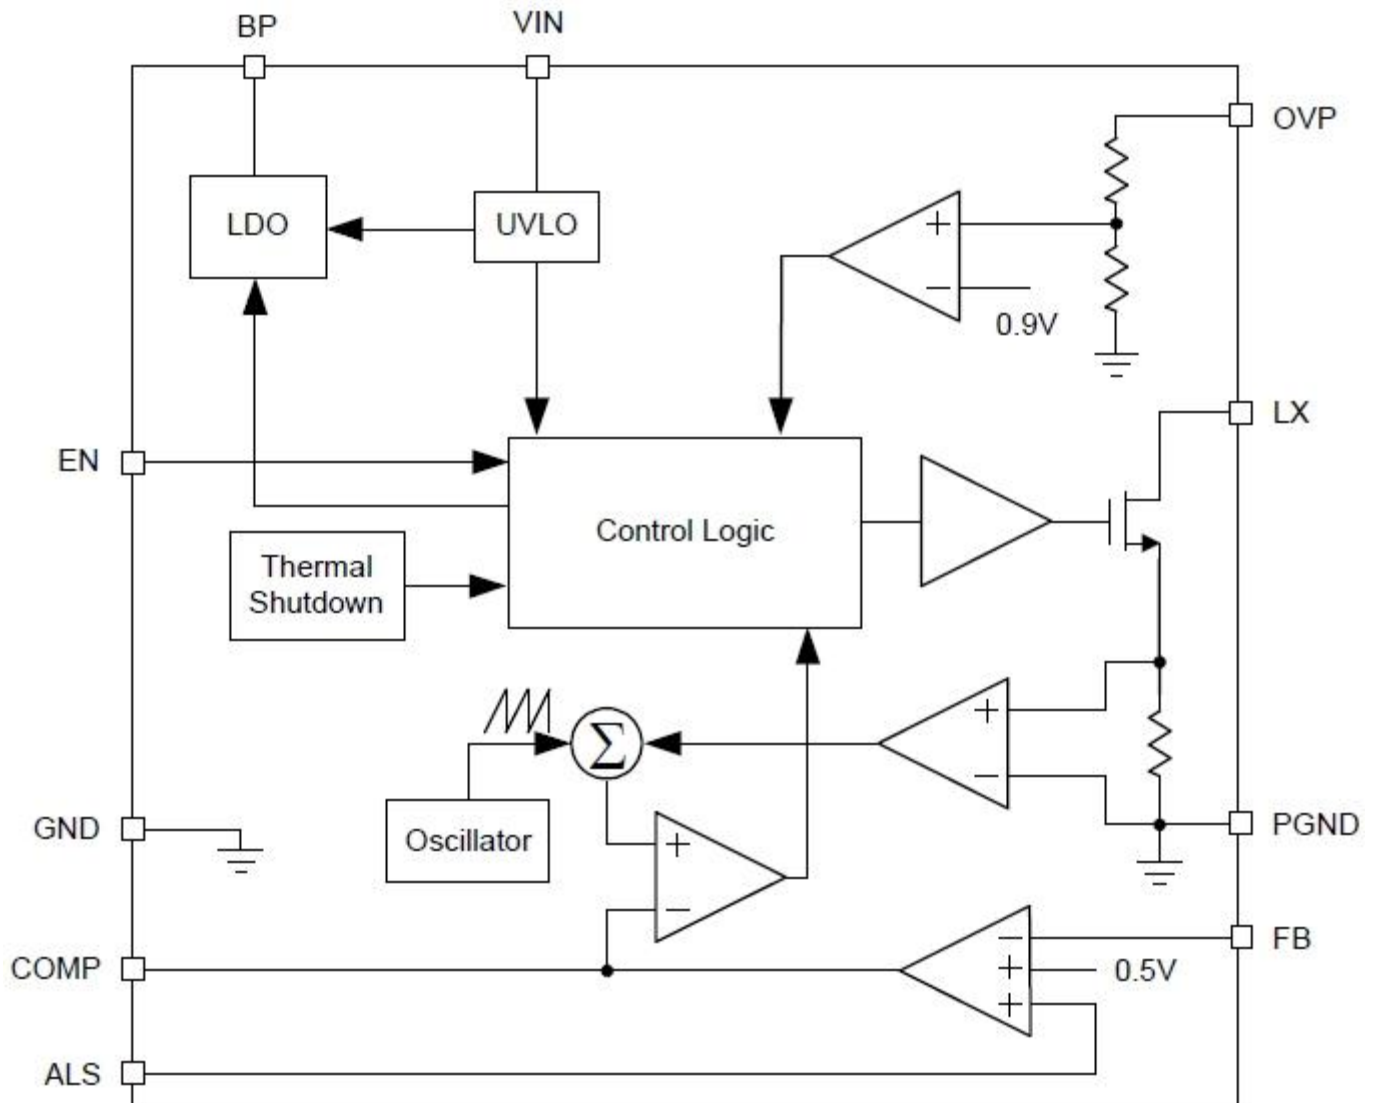 BP
VIN
OVP
LDO
UVLO
+
−
0.9V
LX
EN
Control Logic
Thermal
Shutdown
+
−
Σ
GND
Oscillator
+
−
PGND
FB
−
+
0.5V
+
COMP
ALS